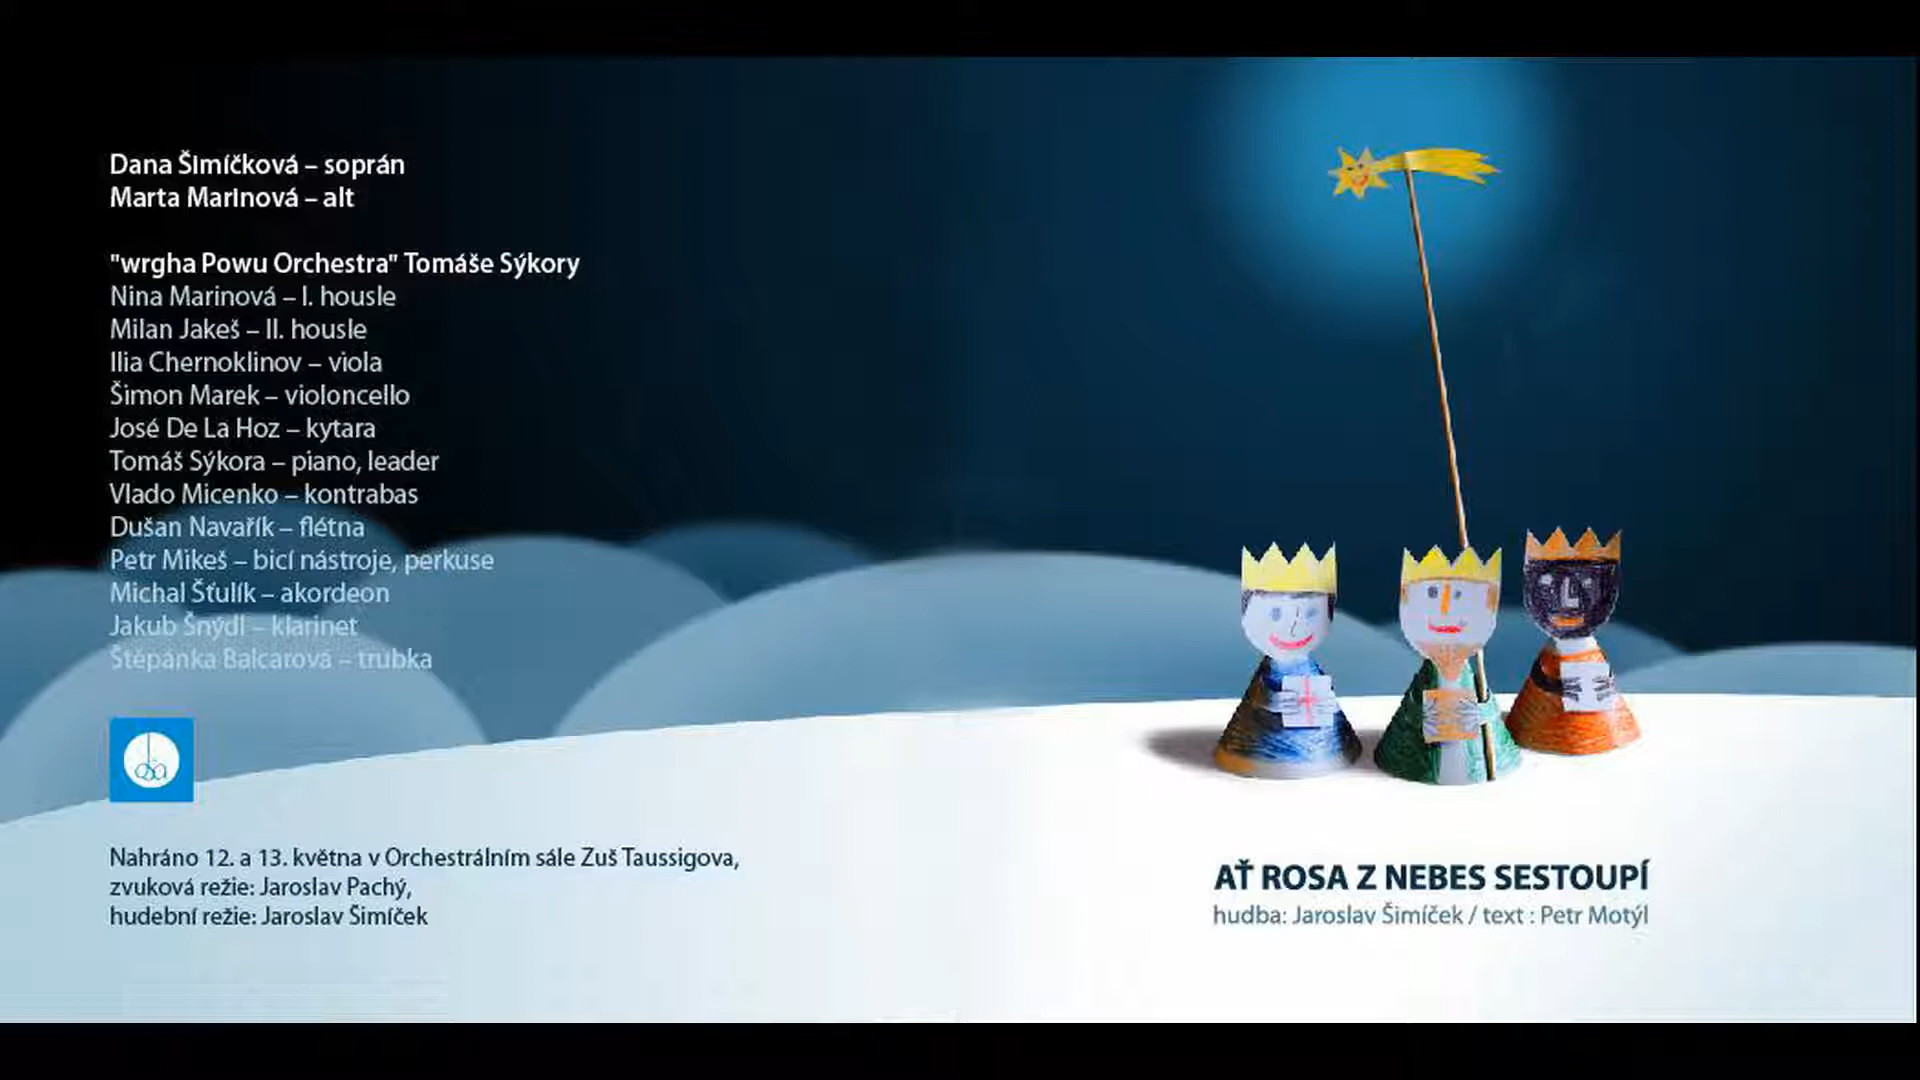 Dana Šimíčková – soprán
Marta Marinová – alt
"wrgha Powu Orchestra" Tomáše Sýkory
Nina Marinová – I. housle
Milan Jakeš – II. housle
Ilia Chernoklinov – viola
Šimon Marek – violoncello
José De La Hoz – kytara
Tomáš Sýkora – piano, leader
Vlado Micenko – kontrabas
Dušan Navařík – flétna
Petr Mikeš – bicí nástroje, perkuse
Michal Šťulík – akordeon
Jakub Šnýdl – klarinet
Štěpánka Balcarová – trubka
osa
Nahráno 12. a 13. května v Orchestrálním sále Zuš Taussigova,
zvuková režie: Jaroslav Pachý,
hudební režie: Jaroslav Šimíček
AŤ ROSA Z NEBES SESTOUPÍ
hudba: Jaroslav Šimíček / text : Petr Motýl